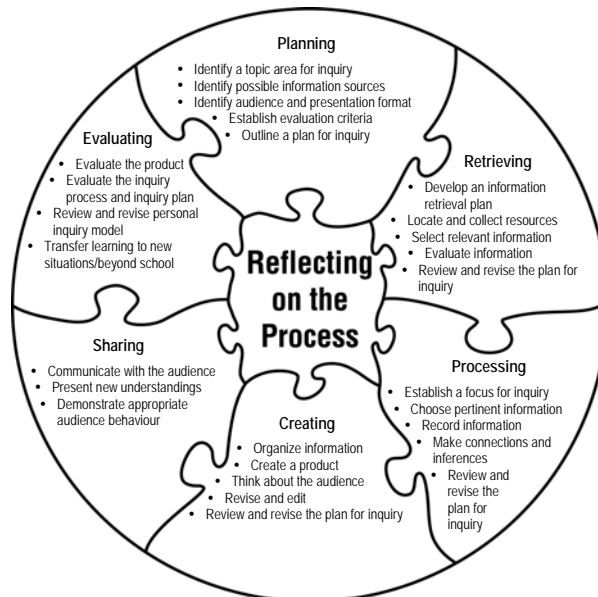 Planning
• Identify a topic area for inquiry
• Identify possible information sources
• Identify audience and presentation format
• Establish evaluation criteria
• Outline a plan for inquiry
Retrieving
• Develop an information
retrieval plan
• Locate and collect resources
• Select relevant information
• Evaluate information
• Review and revise the plan for
inquiry
Processing
• Establish a focus for inquiry
• Choose pertinent information
• Record information
• Make connections and
inferences
• Review and
revise the
plan for
inquiry
Creating
• Organize information
• Create a product
• Think about the audience
• Revise and edit
• Review and revise the plan for inquiry
Sharing
• Communicate with the audience
• Present new understandings
• Demonstrate appropriate
audience behaviour
Evaluating
• Evaluate the product
• Evaluate the inquiry
process and inquiry plan
• Review and revise personal
inquiry model
• Transfer learning to new
situations/beyond school
Reflecting
on the
Process